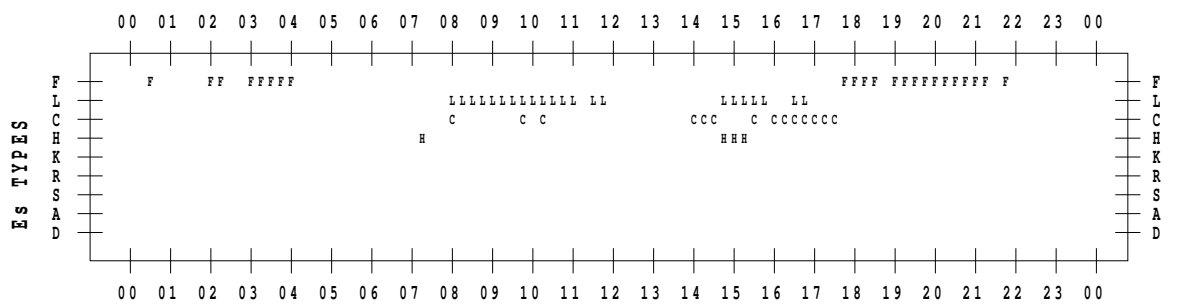 00 01 02 03 04 05 06 07 08 09 10 11 12 13 14 15 16 17 18 19 20 21 22 23 00
Es TYPES
F F FF FFFFF FFFF FFFFFFFFFF F F
L LLLLLLLLLLLLL LL LLLLL LL L
C C C C CCC C CCCCCCC C
H H HHH H
K K
R R
S S
A A
D D
00 01 02 03 04 05 06 07 08 09 10 11 12 13 14 15 16 17 18 19 20 21 22 23 00